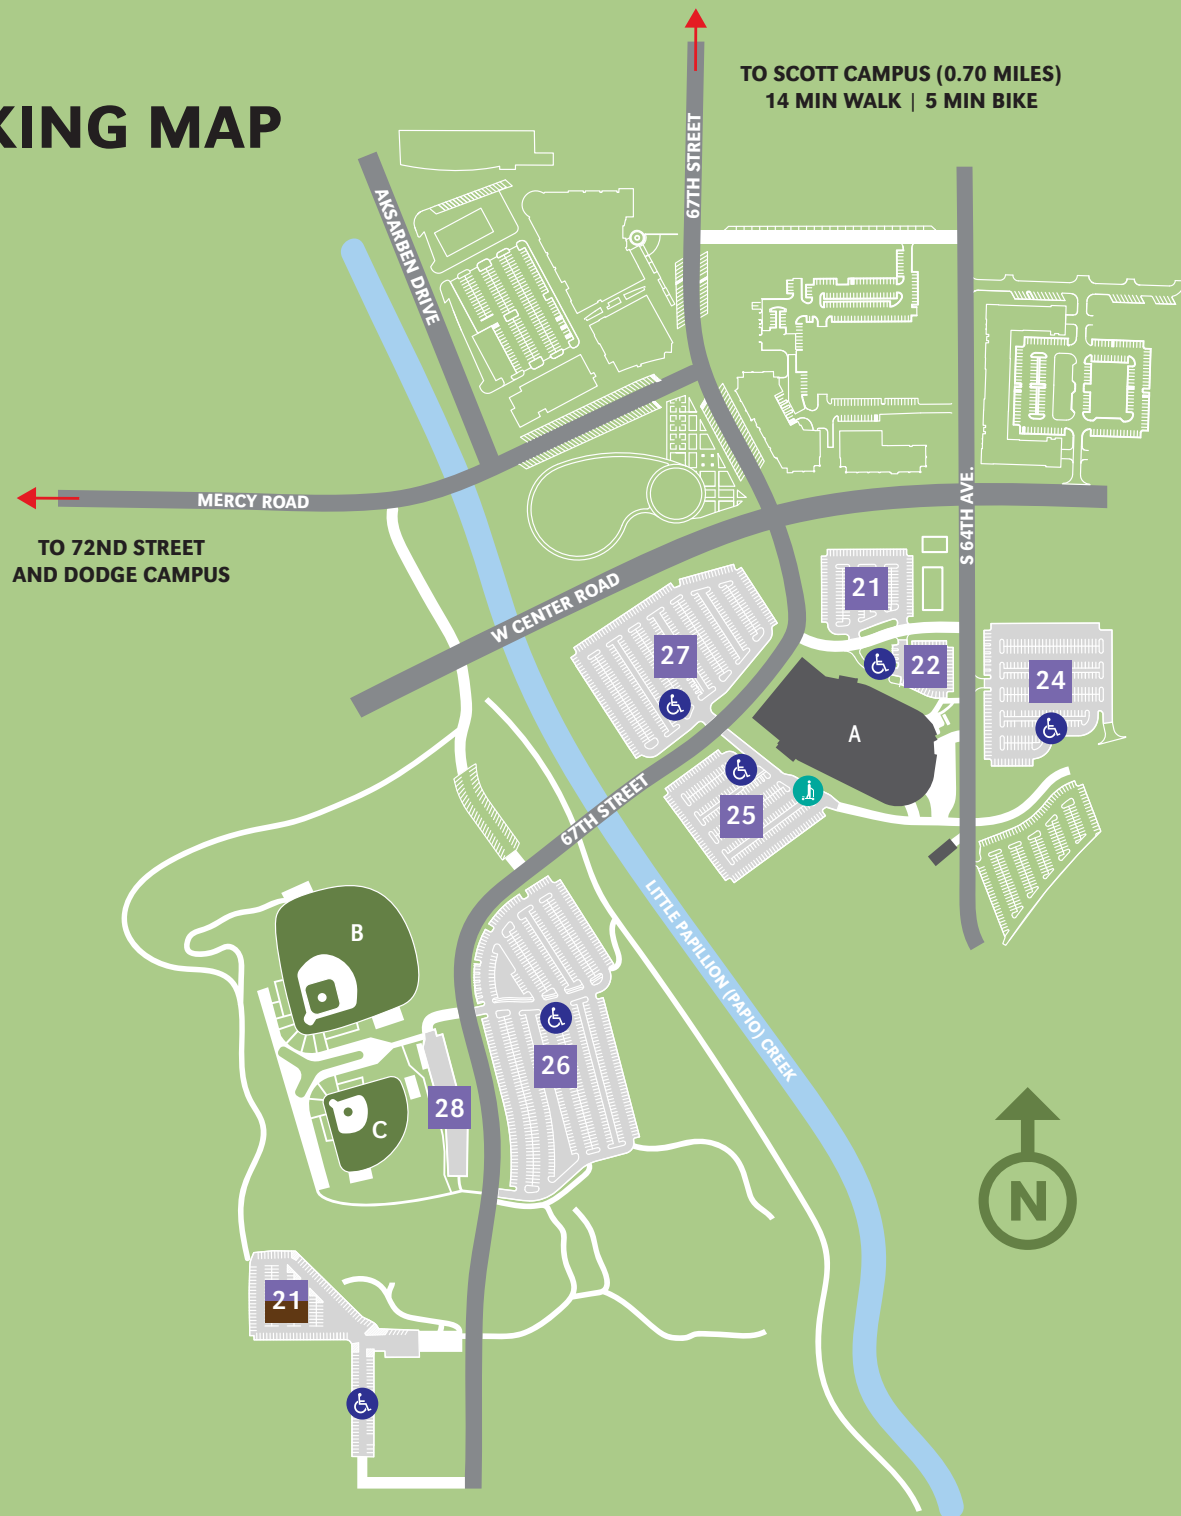 KING MAP
TO SCOTT CAMPUS (0.70 MILES)
14 MIN WALK | 5 MIN BIKE
67TH STREET
AKSARBEN DRIVE
MERCY ROAD
TO 72ND STREET
AND DODGE CAMPUS
S 64TH AVE.
W CENTER ROAD
21
27
22
24
A
25
67TH STREET
LITTLE PAPILLION (PAPIO) CREEK
B
26
28
C
N
21